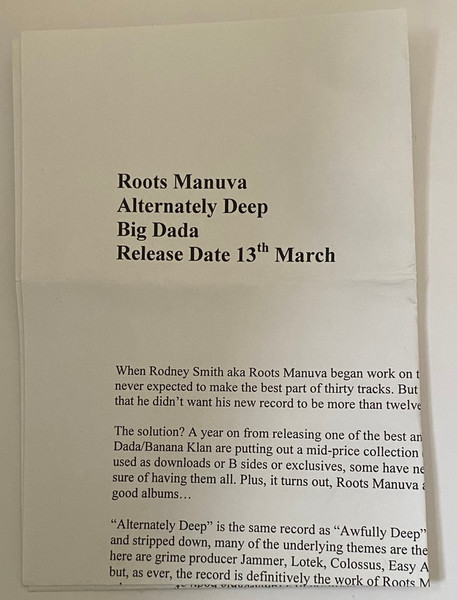 Roots Manuva
Alternately Deep
Big Dada
Release Date 13th March
When Rodney Smith aka Roots Manuva began work on
never expected to make the best part of thirty tracks. But
that he didn't want his new record to be more than twelve
The solution? A year on from releasing one of the best
Dada/Banana Klan are putting out a mid-price collection
used as downloads or B sides or exclusives, some have
sure of having them all. Plus, it turns out, Roots Manuva
good albums…
"Alternately Deep" is the same record as "Awfully Deep"
and stripped down, many of the underlying themes are the
here are grime producer Jammer, Lotek, Colossus, Easy
but, as ever, the record is definitively the work of Roots